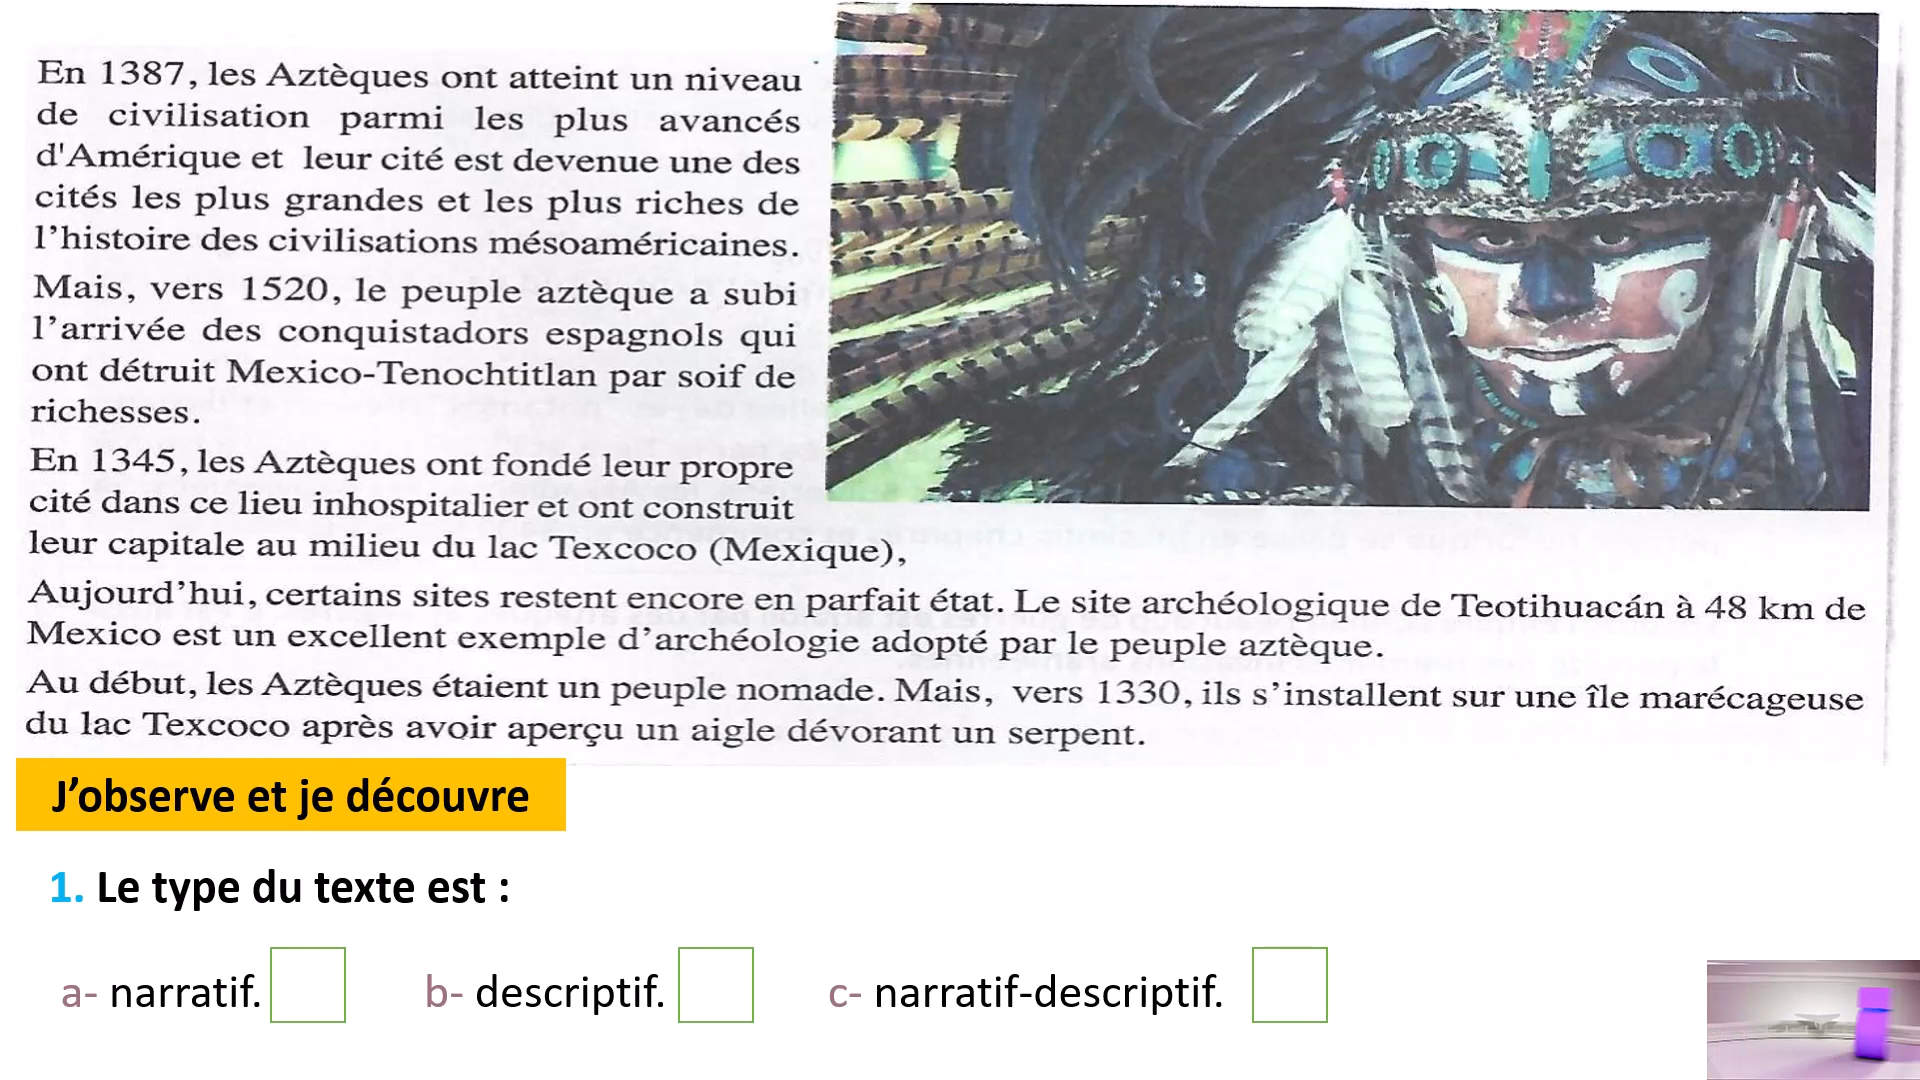 En 1387, les Aztèques ont atteint un niveau
de civilisation parmi les plus avancés
d'Amérique et leur cité est devenue une des
cités les plus grandes et les plus riches de
l’histoire des civilisations mésoaméricaines.
Mais, vers 1520, le peuple aztèque a subi
l’arrivée des conquistadors espagnols qui
ont détruit Mexico-Tenochtitlan par soif de
richesses.
En 1345, les Aztèques ont fondé leur propre
cité dans ce lieu inhospitalier et ont construit
leur capitale au milieu du lac Texcoco (Mexique),
Aujourd’hui, certains sites restent encore en parfait état. Le site archéologique de Teotihuacán à 48 km de
Mexico est un excellent exemple d’archéologie adopté par le peuple aztèque.
Au début, les Aztèques étaient un peuple nomade. Mais, vers 1330, ils s’installent sur une île marécageuse
du lac Texcoco après avoir aperçu un aigle dévorant un serpent.
J’observe et je découvre
1. Le type du texte est :
a- narratif. b- descriptif. c- narratif-descriptif.